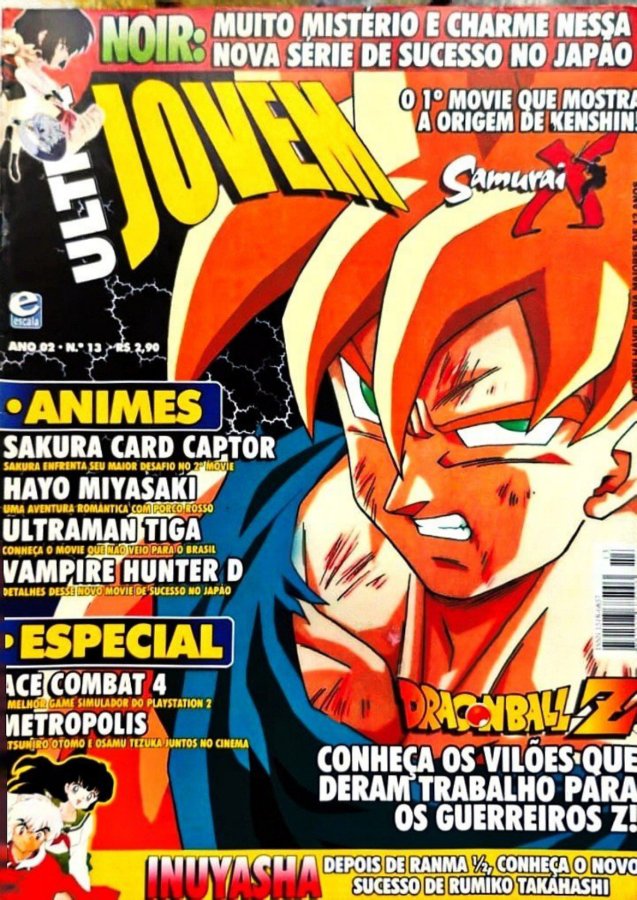 NOIR: MUITO MISTÉRIO E CHARME NESSA
NOVA SÉRIE DE SUCESSO NO JAPÃO
ULTRA
JOVEM
O 1º MOVIE QUE MOSTRA
A ORIGEM DE KENSHIN
Samurai X
e
escala
ANO 02 • N.º 13 • R$ 2,90
• ANIMES
SAKURA CARD CAPTOR
SAKURA ENFRENTA SEU MAIOR DESAFIO NO 2º MOVIE
HAYO MIYASAKI
UMA AVENTURA ROMÂNTICA COM PORCO ROSSO
ULTRAMAN TIGA
CONHEÇA O MOVIE QUE NÃO VEIO PARA O BRASIL
VAMPIRE HUNTER D
DETALHES DESSE NOVO MOVIE DE SUCESSO NO JAPÃO
• ESPECIAL
ACE COMBAT 4
MELHOR GAME SIMULADOR DO PLAYSTATION 2
METROPOLIS
TSUHIRO OTOMO E OSAMU TEZUKA JUNTOS NO CINEMA
DRAGONBALL Z
CONHEÇA OS VILÕES QUE
DERAM TRABALHO PARA
OS GUERREIROS Z!
INUYASHA DEPOIS DE RANMA ½, CONHEÇA O NOVO
SUCESSO DE RUMIKO TAKAHASHI